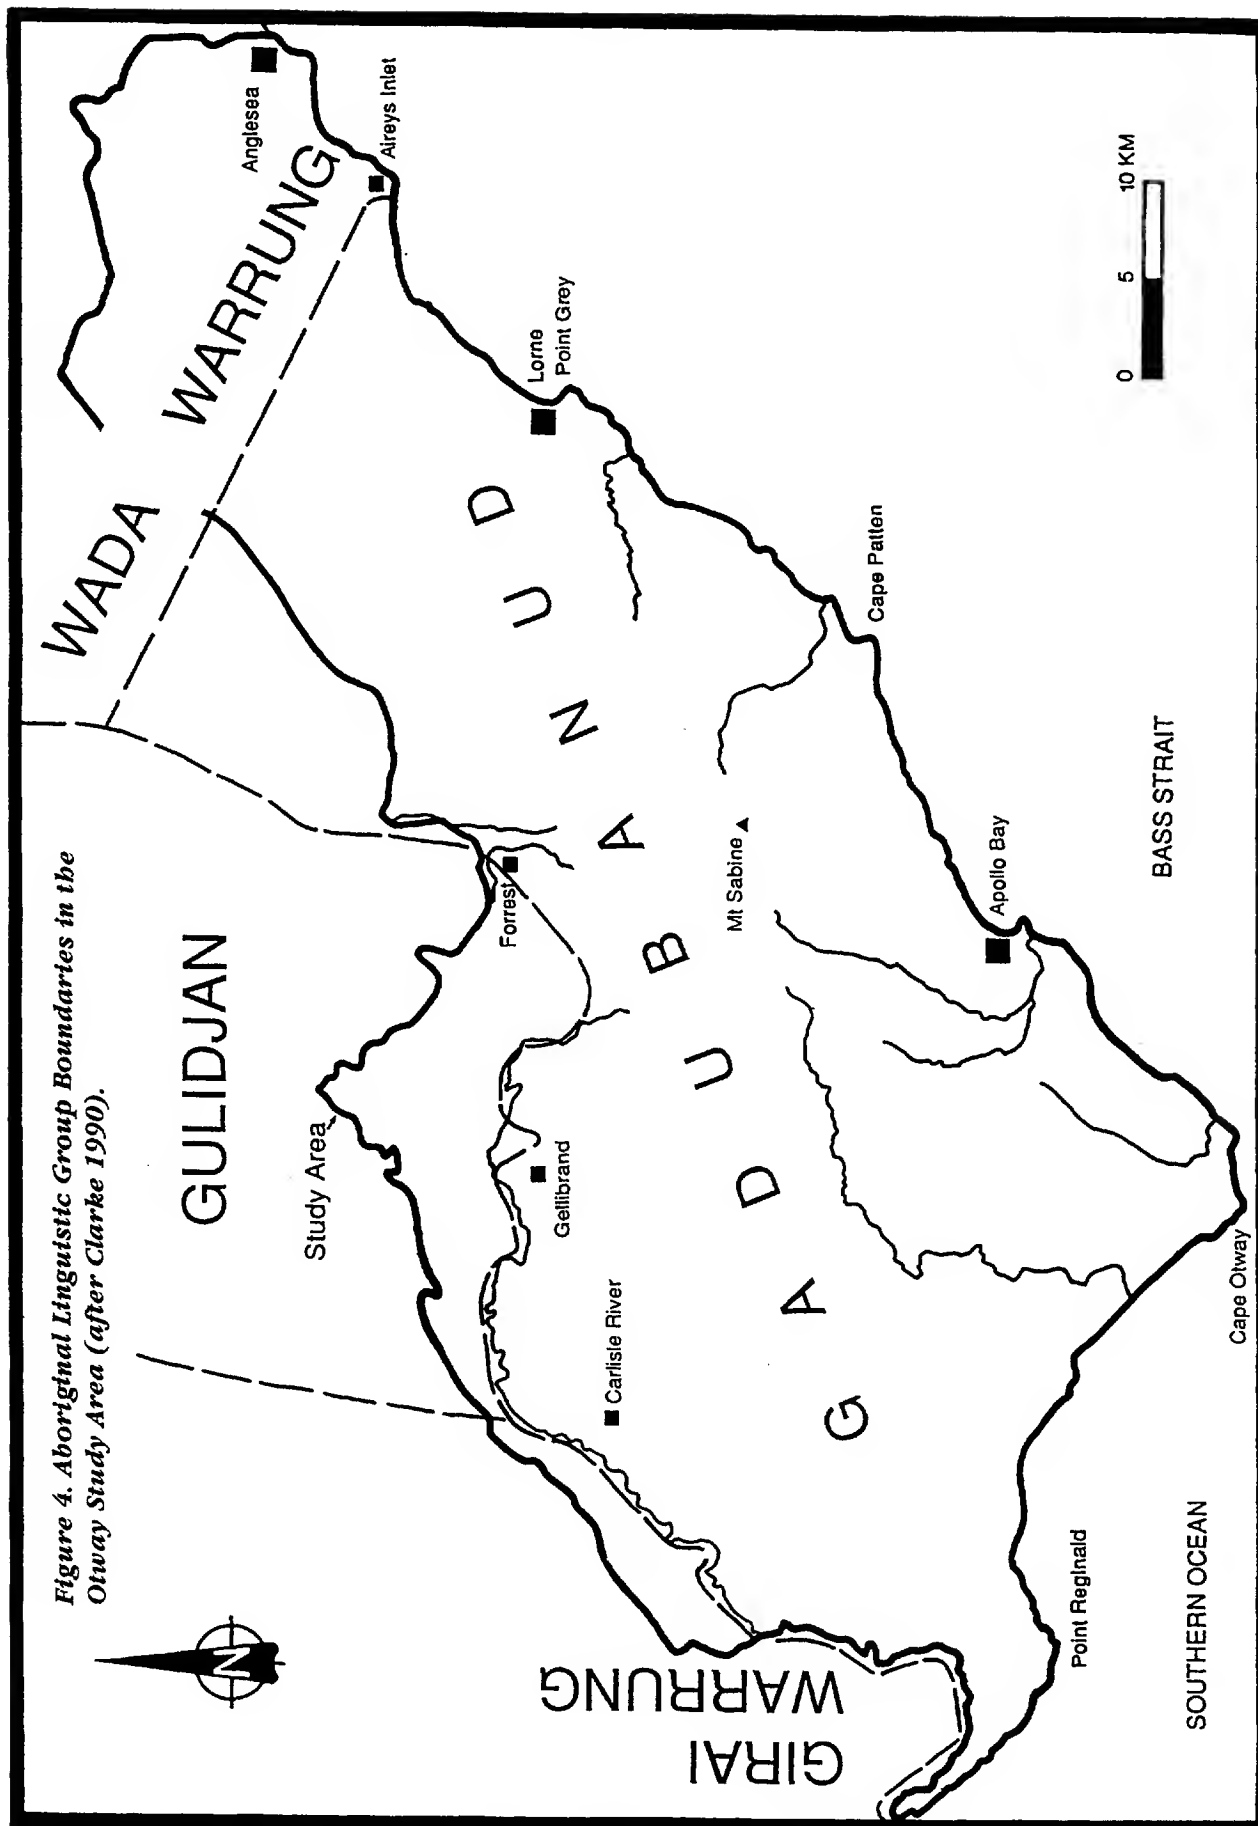 Figure 4. Aboriginal Linguistic Group Boundaries in the
Otway Study Area (after Clarke 1990).
N
GULIDJAN
WADA WARRUNG
Study Area
Anglesea
Aireys Inlet
Lorne
Point Grey
Forrest
Gellibrand
Carlisle River
GADUBANUD
GIRAI
WARRUNG
Mt Sabine
Cape Patten
Apollo Bay
Point Reginald
Cape Otway
BASS STRAIT
SOUTHERN OCEAN
0 5 10 KM